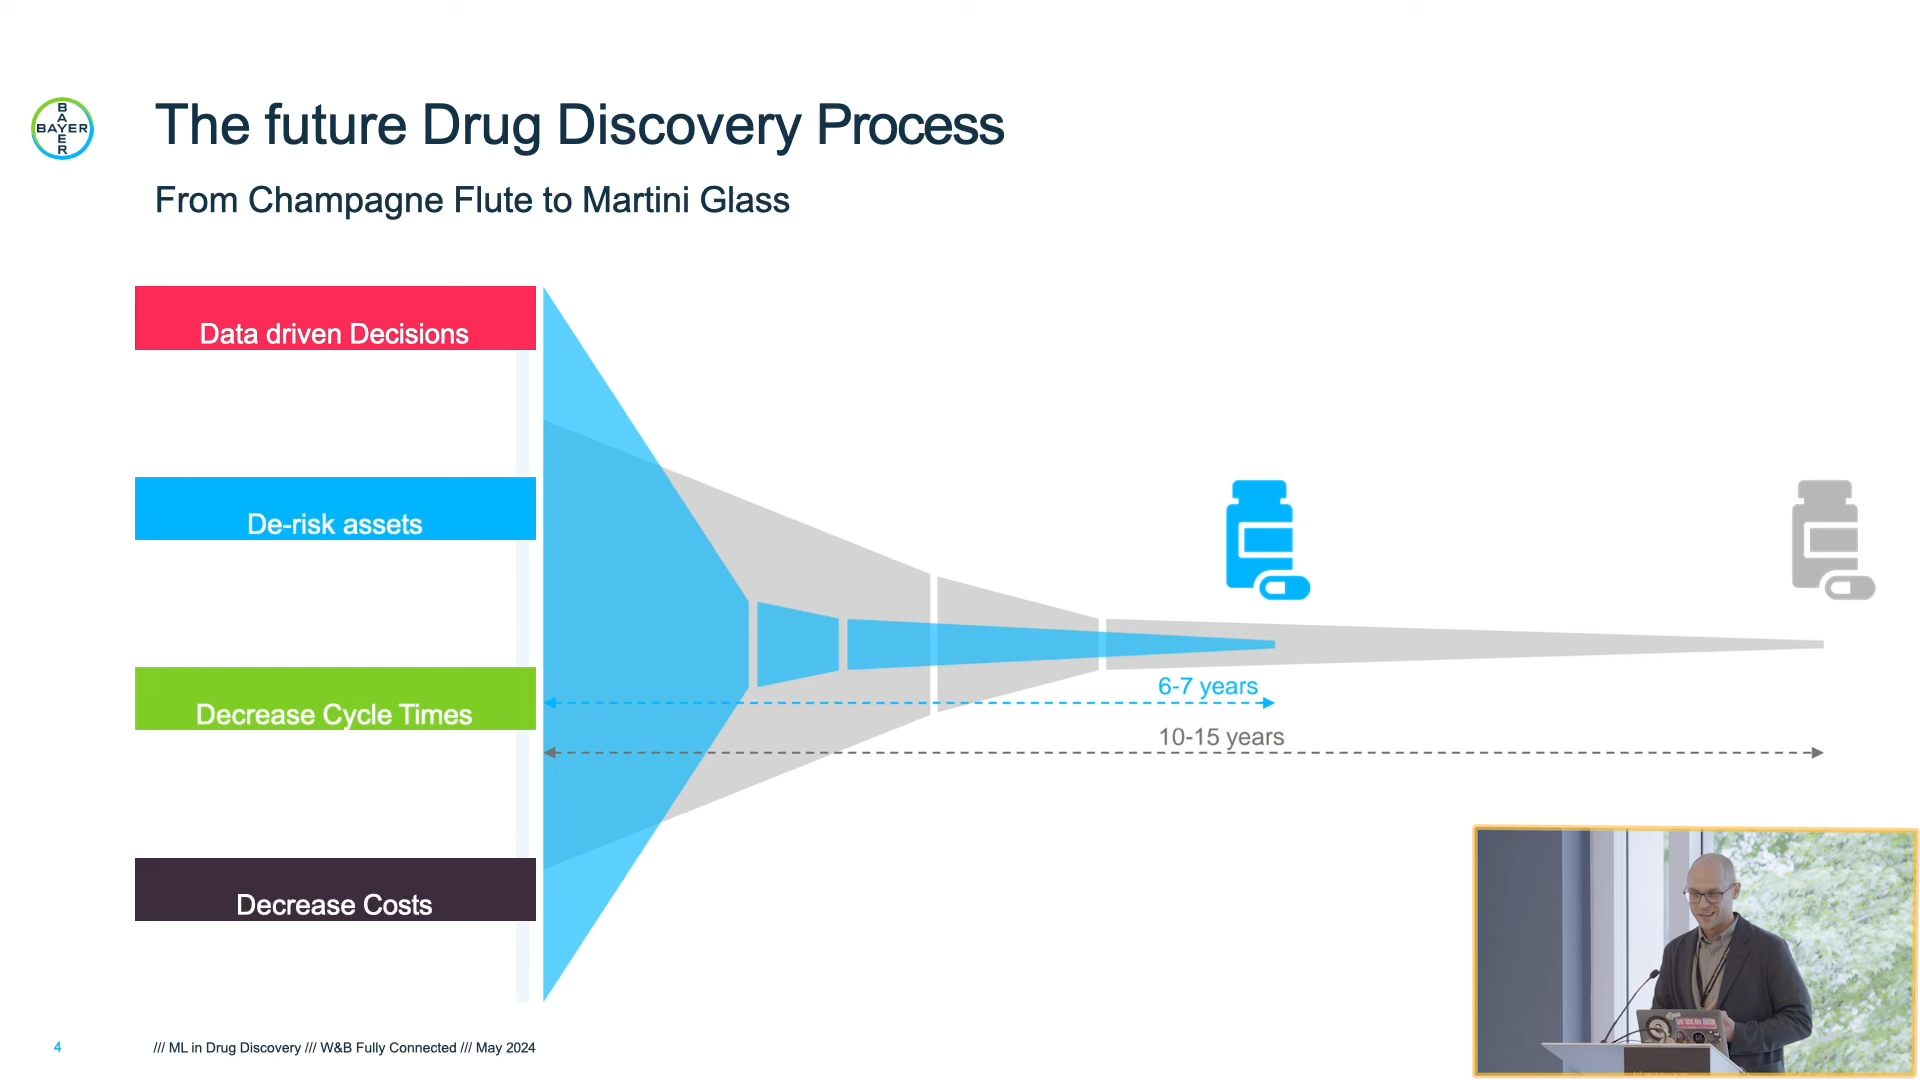 BAYER
BAYER
The future Drug Discovery Process
From Champagne Flute to Martini Glass
Data driven Decisions
De-risk assets
Decrease Cycle Times
Decrease Costs
6-7 years
10-15 years
4
/// ML in Drug Discovery /// W&B Fully Connected /// May 2024